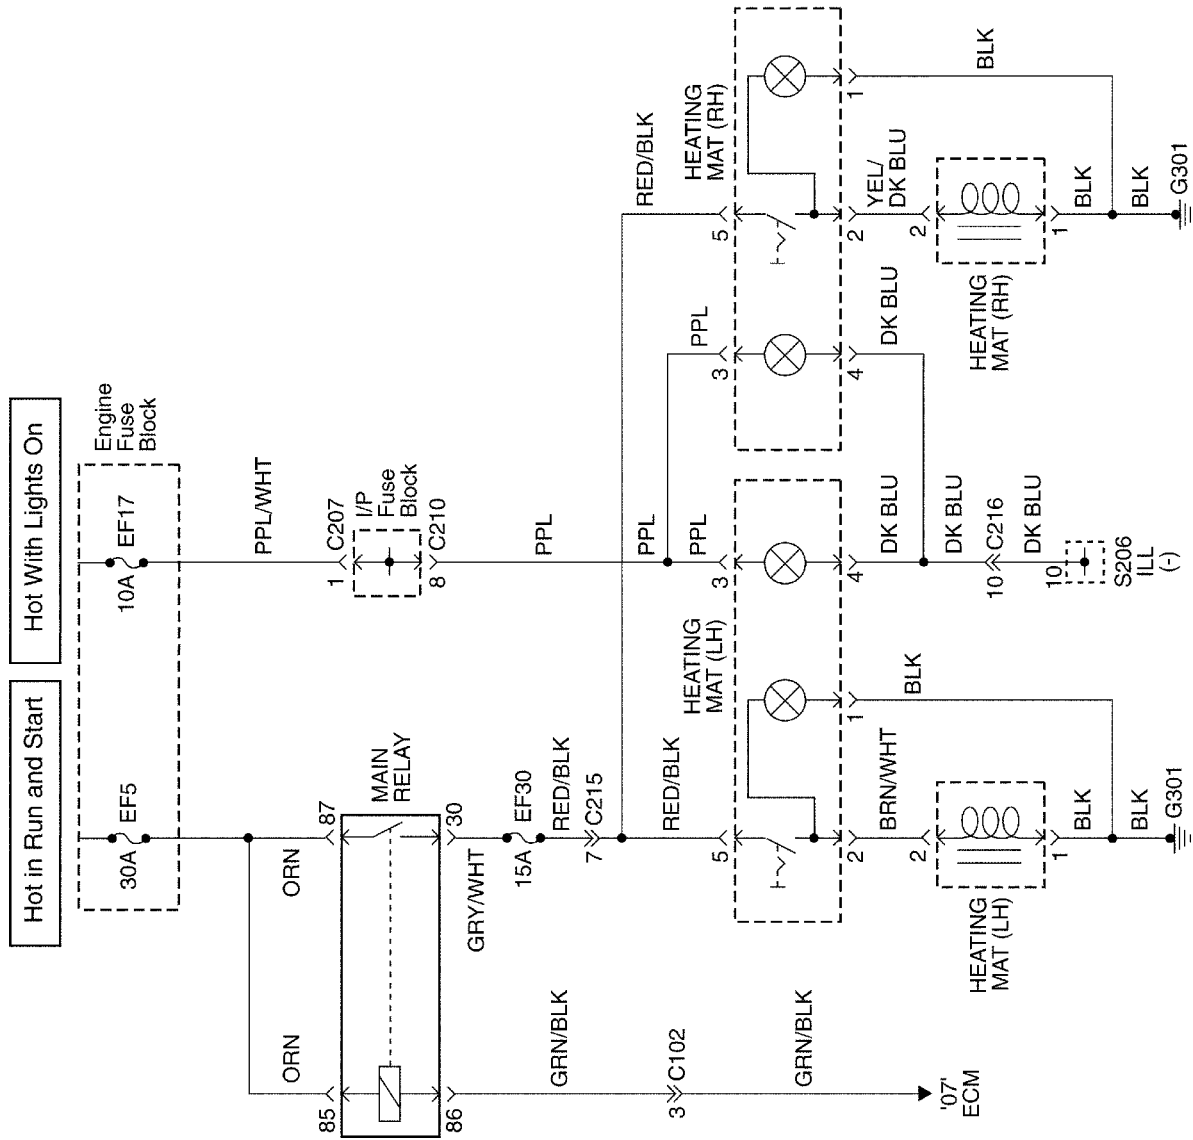 Hot in Run and Start
Hot With Lights On
Engine
Fuse
Block
30A
EF5
10A
EF17
ORN
ORN
PPL/WHT
85
87
MAIN
RELAY
1
C207
I/P
Fuse
Block
86
30
8
C210
GRY/WHT
15A
EF30
GRN/BLK
RED/BLK
PPL
7
C215
3
C102
RED/BLK
PPL
RED/BLK
PPL
PPL
5
HEATING
MAT (LH)
3
3
5
HEATING
MAT (RH)
2
1
4
4
2
1
GRN/BLK
BRN/WHT
BLK
DK BLU
DK BLU
YEL/
DK BLU
BLK
'07'
ECM
2
DK BLU
2
HEATING
MAT (LH)
10
C216
HEATING
MAT (RH)
DK BLU
1
10
1
BLK
BLK
S206
ILL
(-)
BLK
BLK
G301
G301